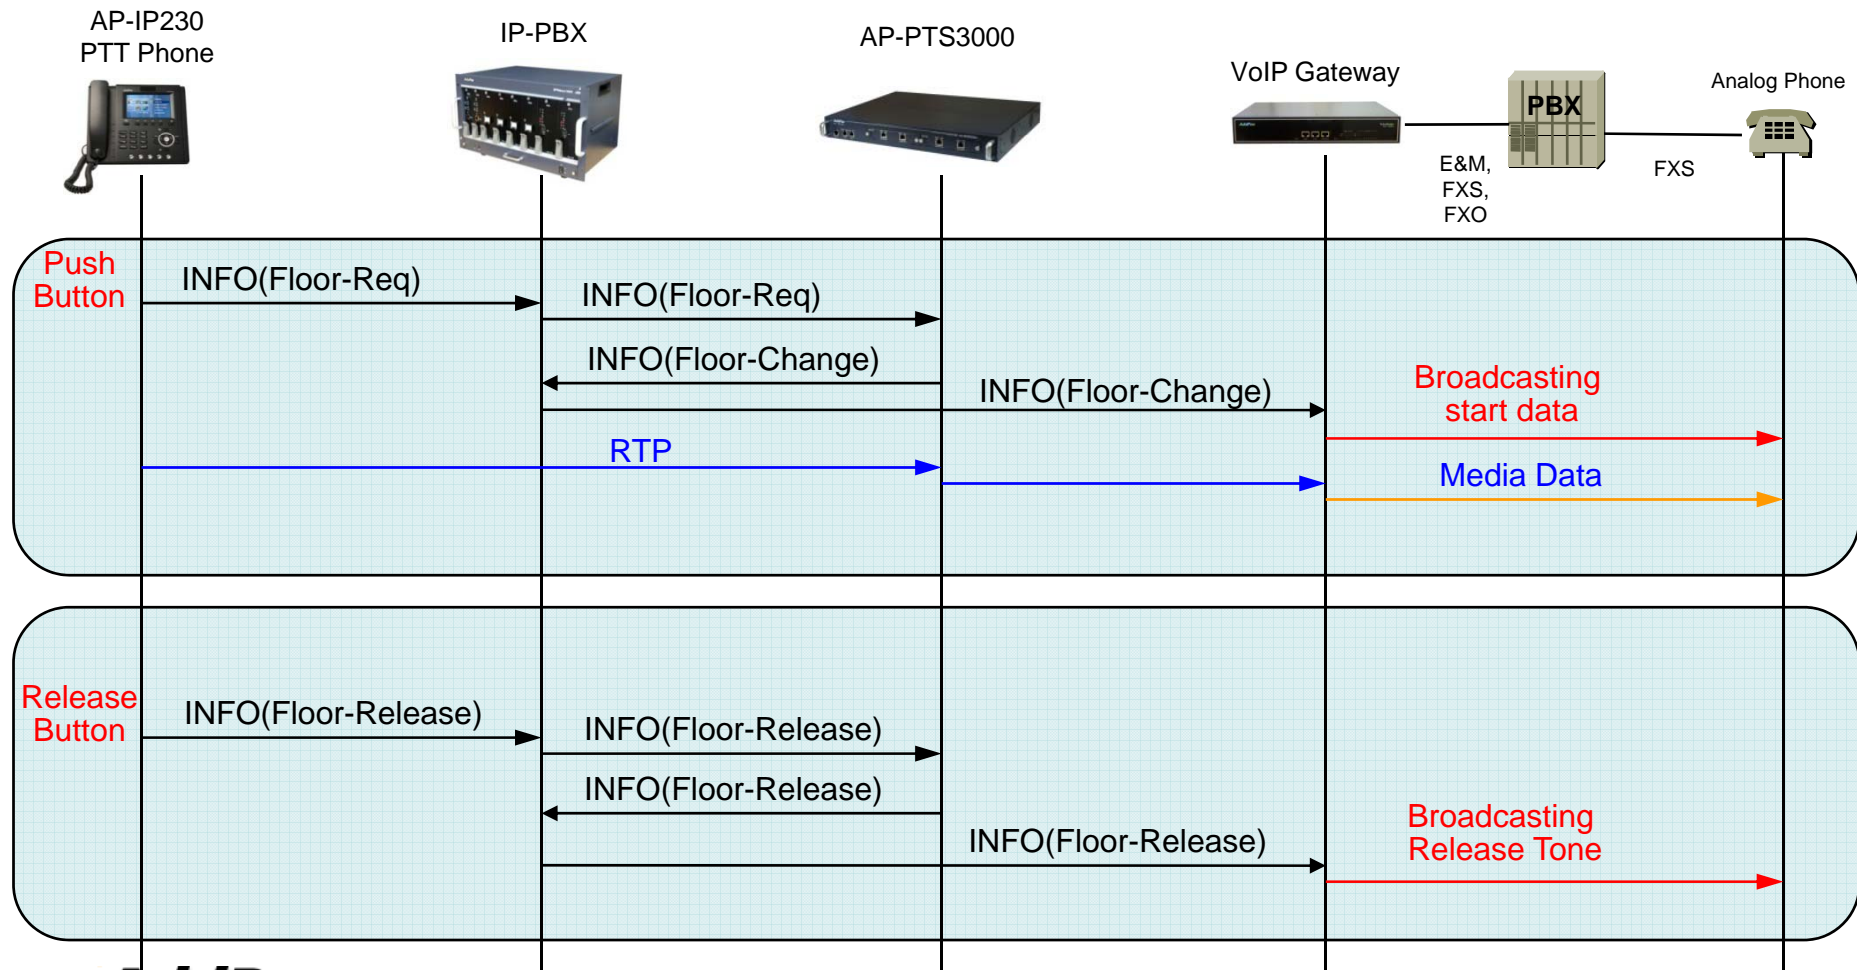 AP-IP230
PTT Phone
IP-PBX
AP-PTS3000
VoIP Gateway
PBX
Analog Phone
E&M,
FXS,
FXO
FXS
Push
Button
INFO(Floor-Req)
INFO(Floor-Req)
INFO(Floor-Change)
INFO(Floor-Change)
Broadcasting
start data
RTP
Media Data
Release
Button
INFO(Floor-Release)
INFO(Floor-Release)
INFO(Floor-Release)
INFO(Floor-Release)
Broadcasting
Release Tone